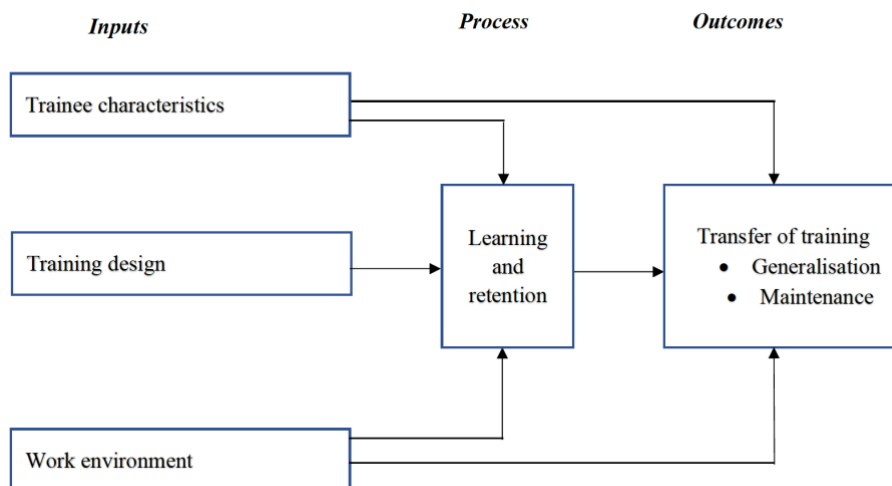 Inputs
Process
Outcomes
Trainee characteristics
Training design
Learning
and
retention
Transfer of training
• Generalisation
• Maintenance
Work environment